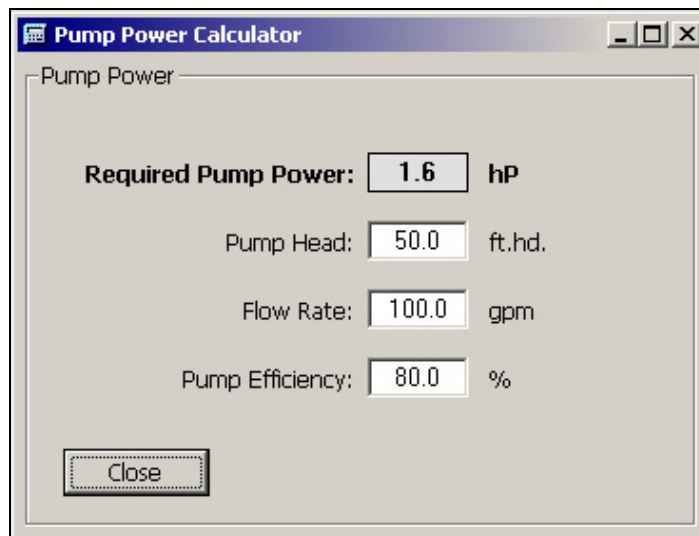 Pump Power Calculator
Pump Power
Required Pump Power: 1.6 hP
Pump Head: 50.0 ft.hd.
Flow Rate: 100.0 gpm
Pump Efficiency: 80.0 %
Close